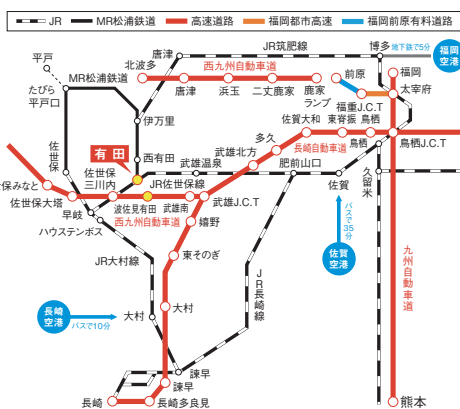 JR
MR松浦鉄道
高速道路
福岡都市高速
福岡前原有料道路
平戸
MR松浦鉄道
たびら
平戸口
唐津
JR筑肥線
博多
地下鉄で5分
福岡
空港
北波多
西九州自動車道
唐津
浜玉
二丈鹿家
鹿家
ランプ
前原
福岡
太宰府
福重J.C.T
伊万里
佐賀大和
東脊振
鳥栖
長崎自動車道
鳥栖
鳥栖J.C.T
多久
武雄北方
有田
西有田
武雄温泉
肥前山口
佐世保
佐世保
三川内
JR佐世保線
佐賀
久留米
保みなと
佐世保大塔
波佐見有田
武雄南
武雄J.C.T
早岐
西九州自動車道
嬉野
ハウステンボス
バスで35分
佐賀
空港
東そのぎ
JR大村線
JR長崎線
九州自動車道
長崎
空港
バスで10分
大村
大村
諫早
諫早
長崎
長崎多良見
熊本